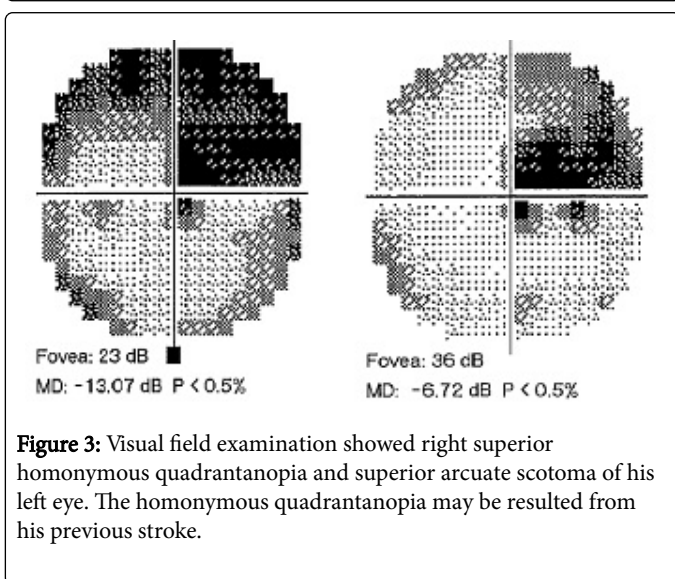 Fovea: 23 dB
MD: -13.07 dB P < 0.5%
Fovea: 36 dB
MD: -6.72 dB P < 0.5%
Figure 3: Visual field examination showed right superior
homonymous quadrantanopia and superior arcuate scotoma of his
left eye. The homonymous quadrantanopia may be resulted from
his previous stroke.